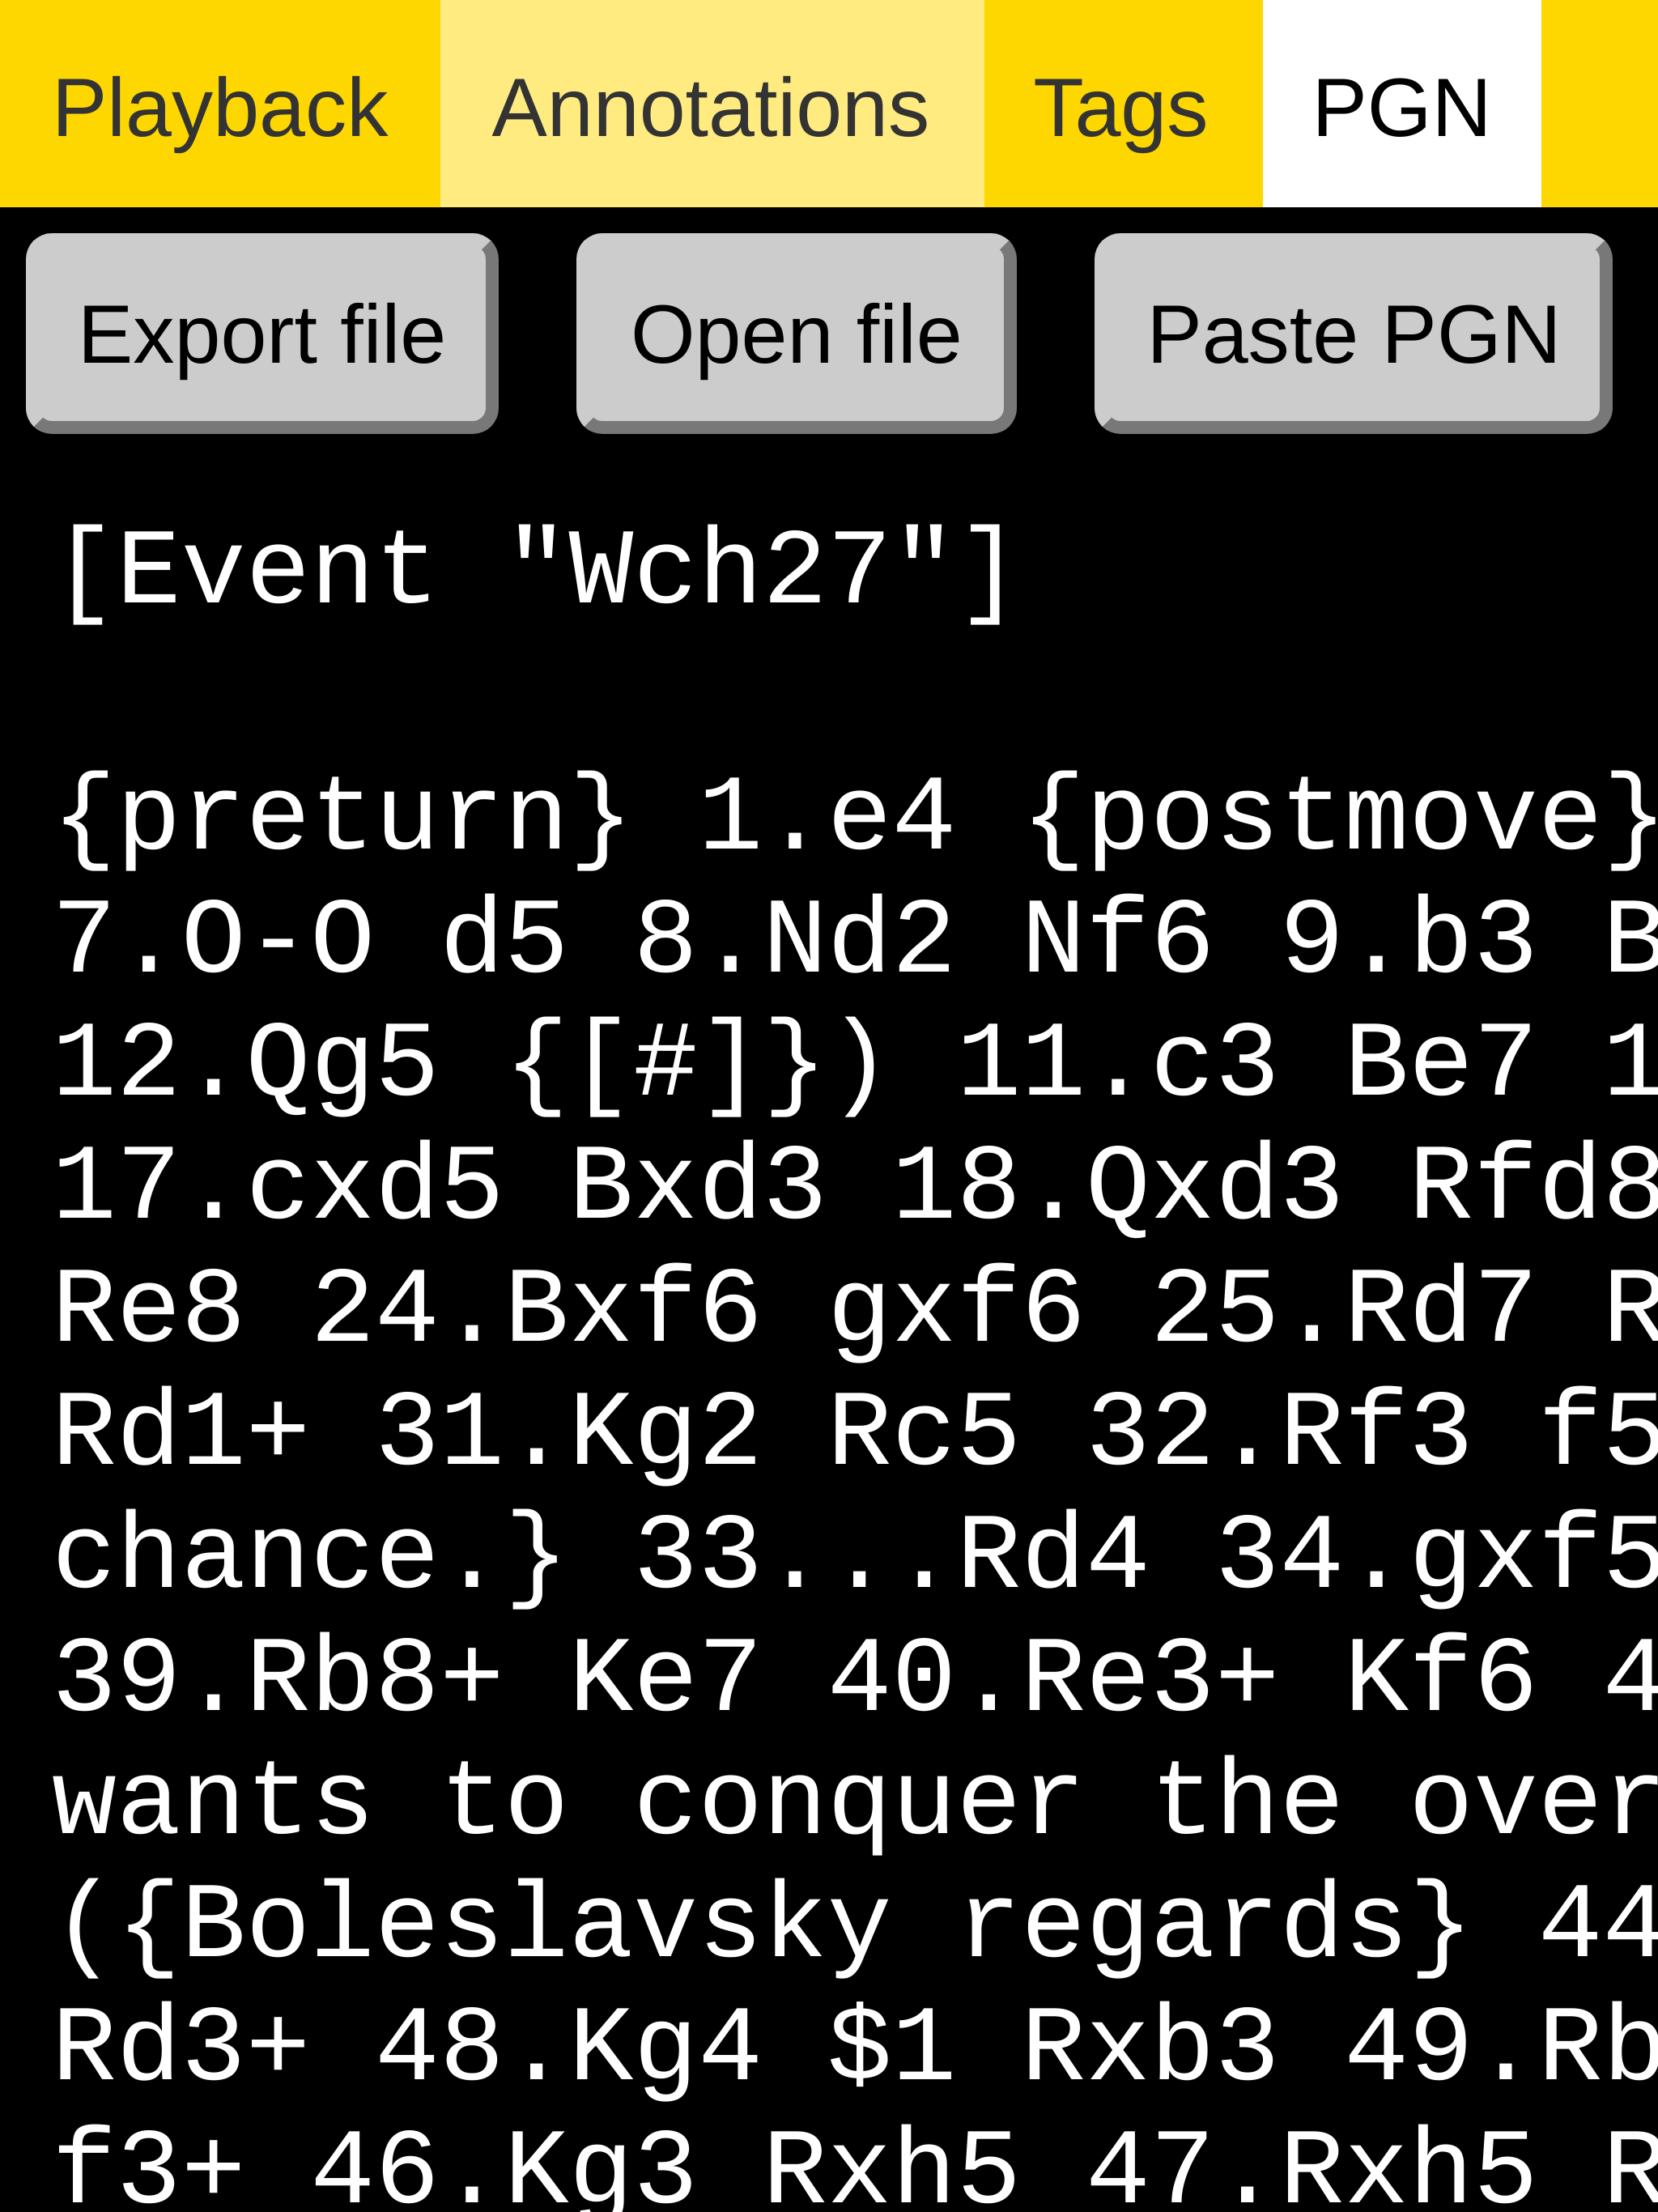 Playback Annotations Tags PGN
Export file Open file Paste PGN
[Event "Wch27"]
{preturn} 1.e4 {postmove}
7.O-O d5 8.Nd2 Nf6 9.b3 B
12.Qg5 {[#]}) 11.c3 Be7 1
17.cxd5 Bxd3 18.Qxd3 Rfd8
Re8 24.Bxf6 gxf6 25.Rd7 R
Rd1+ 31.Kg2 Rc5 32.Rf3 f5
chance.} 33...Rd4 34.gxf5
39.Rb8+ Ke7 40.Re3+ Kf6 4
wants to conquer the over
({Boleslavsky regards} 44
Rd3+ 48.Kg4 $1 Rxb3 49.Rb
f3+ 46.Kg3 Rxh5 47.Rxh5 R